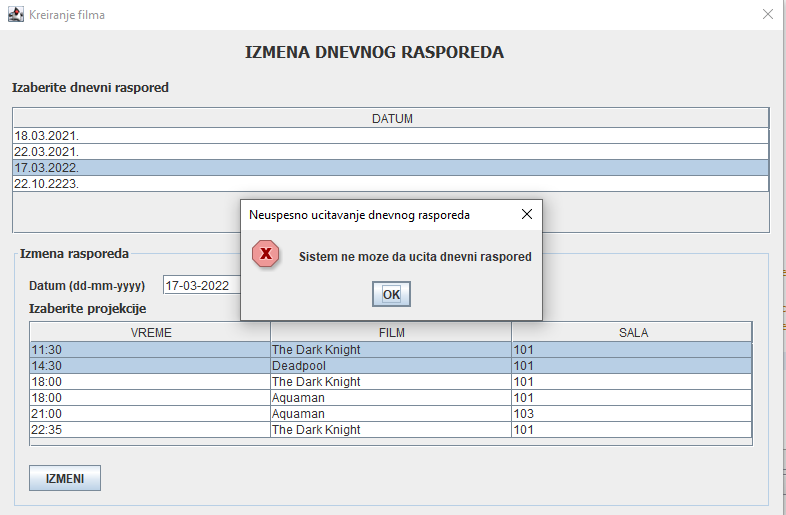 Kreiranje filma
IZMENA DNEVNOG RASPOREDA
Izaberite dnevni raspored
DATUM
18.03.2021.
22.03.2021.
17.03.2022.
22.10.2223.
Neuspesno ucitavanje dnevnog rasporeda
Sistem ne moze da ucita dnevni raspored
OK
Izmena rasporeda
Datum (dd-mm-yyyy) 17-03-2022
Izaberite projekcije
VREME FILM SALA
11:30 The Dark Knight 101
14:30 Deadpool 101
18:00 The Dark Knight 101
18:00 Aquaman 101
21:00 Aquaman 103
22:35 The Dark Knight 101
IZMENI